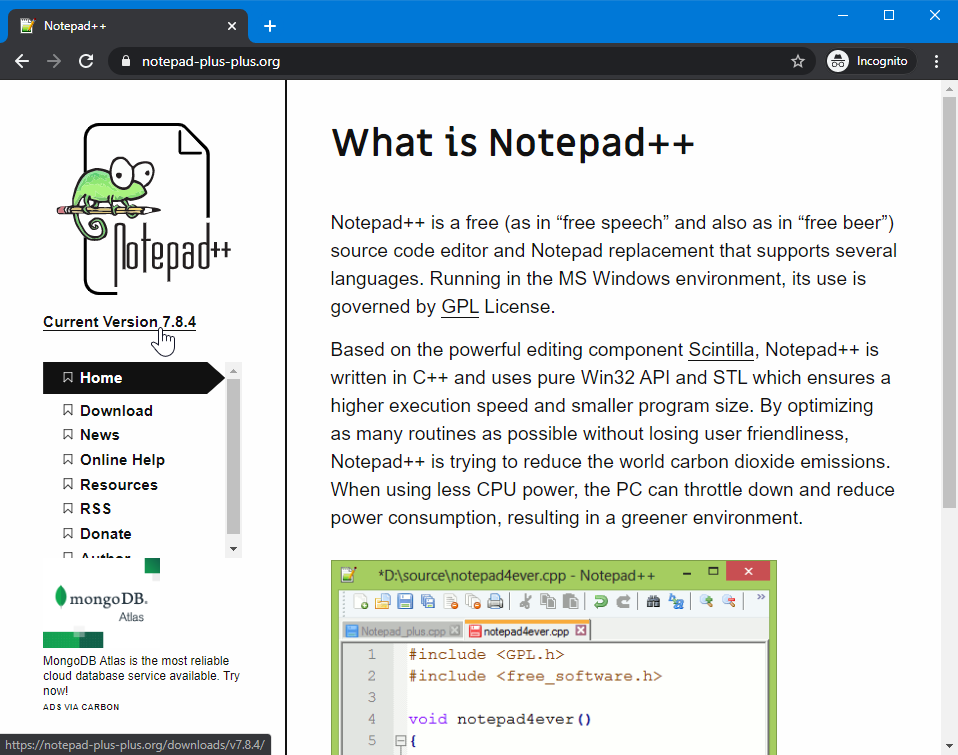 Notepad++
notepad-plus-plus.org
Incognito
Notepad++
Current Version 7.8.4
Home
Download
News
Online Help
Resources
RSS
Donate
Author
mongoDB.
Atlas
MongoDB Atlas is the most reliable
cloud database service available. Try
now!
ADS VIA CARBON
What is Notepad++
Notepad++ is a free (as in “free speech” and also as in “free beer”)
source code editor and Notepad replacement that supports several
languages. Running in the MS Windows environment, its use is
governed by GPL License.
Based on the powerful editing component Scintilla, Notepad++ is
written in C++ and uses pure Win32 API and STL which ensures a
higher execution speed and smaller program size. By optimizing
as many routines as possible without losing user friendliness,
Notepad++ is trying to reduce the world carbon dioxide emissions.
When using less CPU power, the PC can throttle down and reduce
power consumption, resulting in a greener environment.
*D:\source\notepad4ever.cpp - Notepad++
Notepad_plus.cpp notepad4ever.cpp
1 #include <GPL.h>
2 #include <free_software.h>
3
4 void notepad4ever()
5 {
https://notepad-plus-plus.org/downloads/v7.8.4/